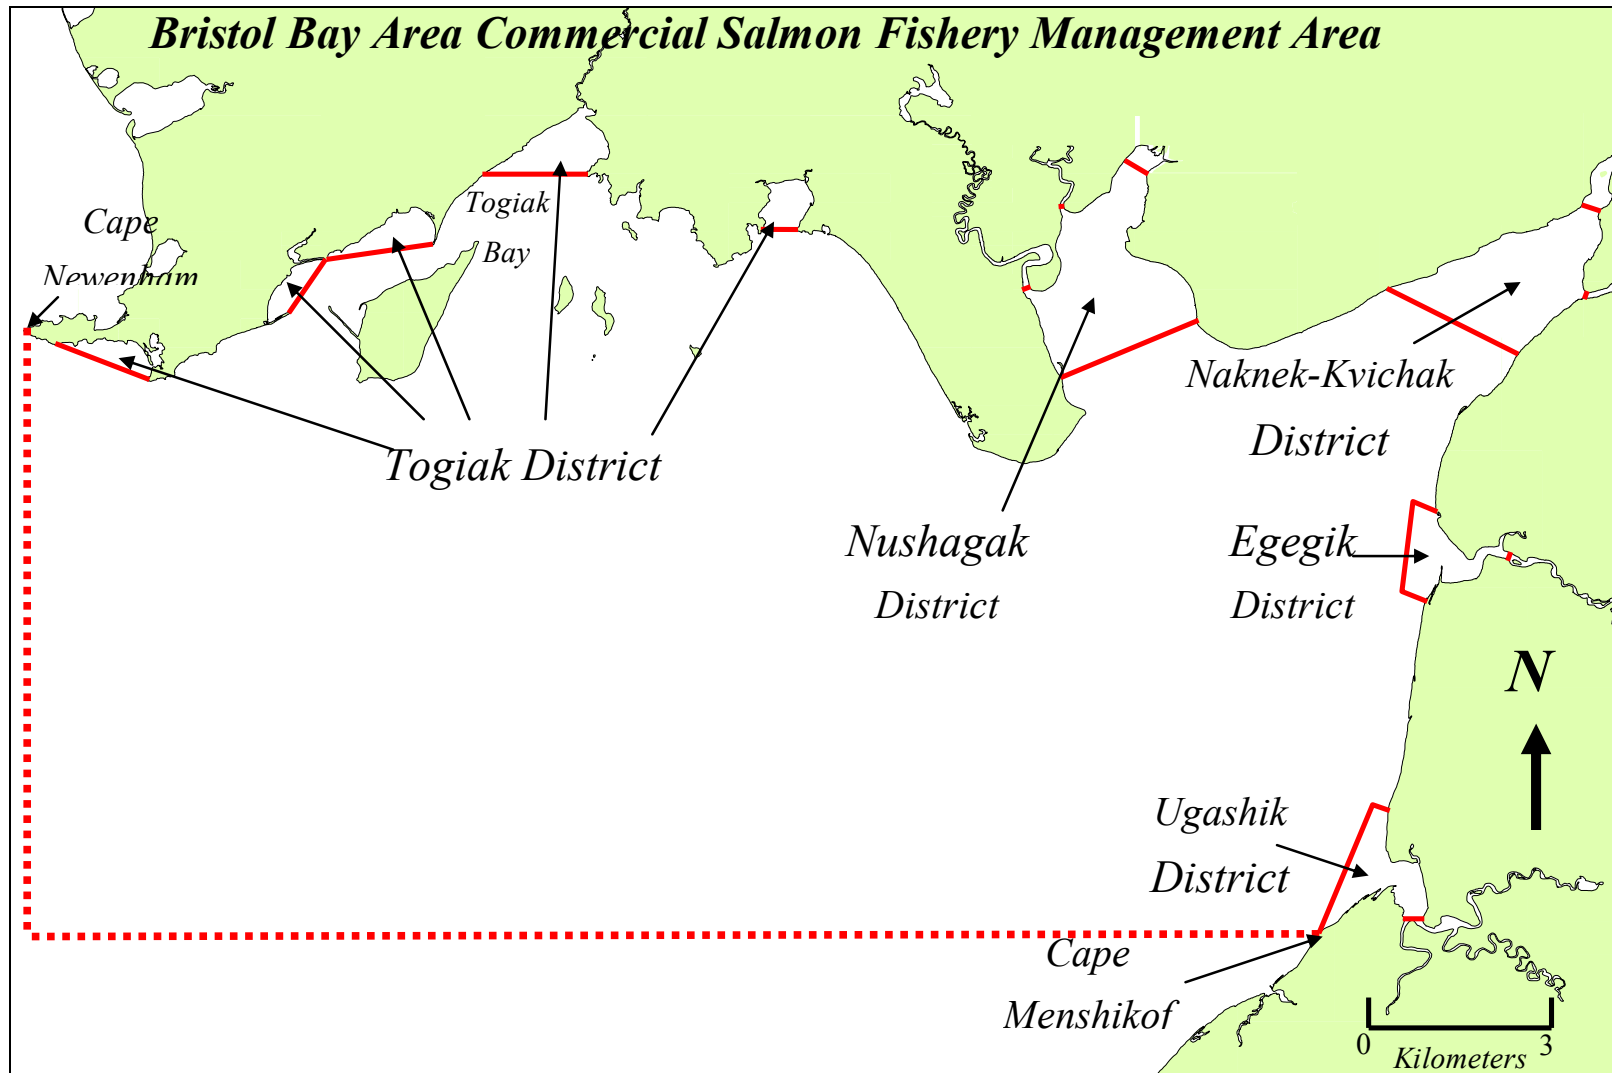 Bristol Bay Area Commercial Salmon Fishery Management Area
Cape
Newenham
Togiak
Bay
Togiak District
Naknek-Kvichak
District
Nushagak
District
Egegik
District
N
Ugashik
District
Cape
Menshikof
0 3
Kilometers